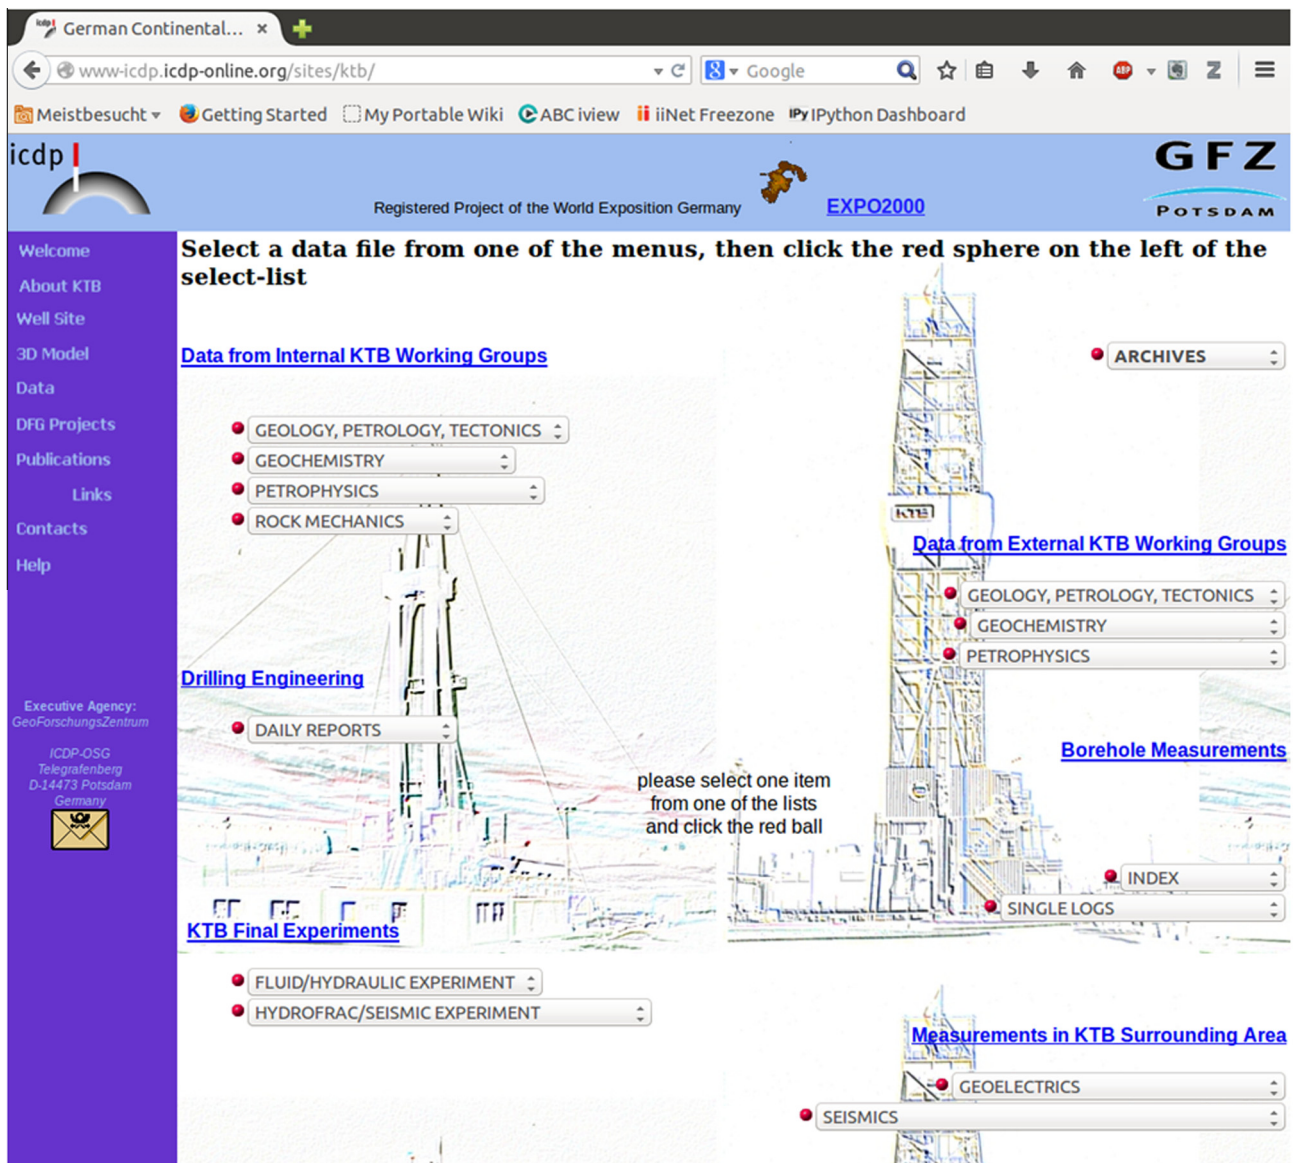 German Continental...
www-icdp.icdp-online.org/sites/ktb/
Google
ABP
Z
Meistbesucht
Getting Started
My Portable Wiki
ABC iview
iiNet Freezone
IPy IPython Dashboard
icdp
GFZ
POTSDAM
Registered Project of the World Exposition Germany
EXPO2000
Welcome
About KTB
Well Site
3D Model
Data
DFG Projects
Publications
Links
Contacts
Help
Executive Agency:
GeoForschungsZentrum
ICDP-OSG
Telegrafenberg
D-14473 Potsdam
Germany
Select a data file from one of the menus, then click the red sphere on the left of the
select-list
Data from Internal KTB Working Groups
GEOLOGY, PETROLOGY, TECTONICS
GEOCHEMISTRY
PETROPHYSICS
ROCK MECHANICS
Drilling Engineering
DAILY REPORTS
please select one item
from one of the lists
and click the red ball
KTB Final Experiments
FLUID/HYDRAULIC EXPERIMENT
HYDROFRAC/SEISMIC EXPERIMENT
ARCHIVES
KTB
Data from External KTB Working Groups
GEOLOGY, PETROLOGY, TECTONICS
GEOCHEMISTRY
PETROPHYSICS
Borehole Measurements
INDEX
SINGLE LOGS
Measurements in KTB Surrounding Area
GEOELECTRICS
SEISMICS